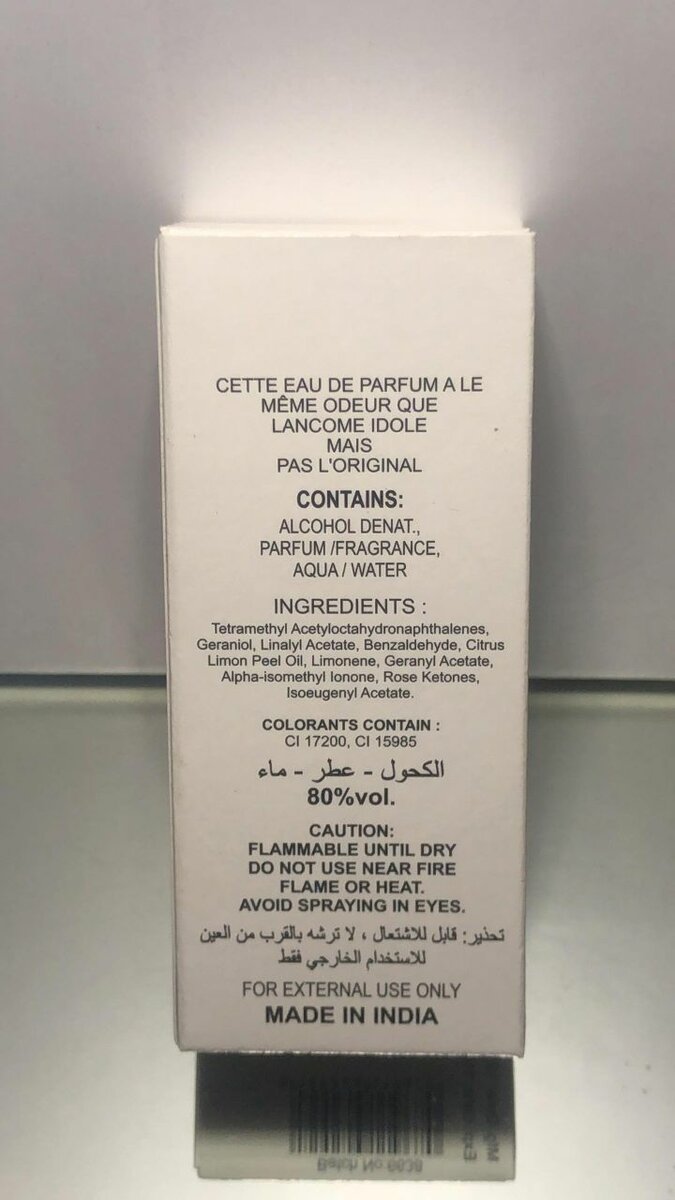 CETTE EAU DE PARFUM A LE
MÊME ODEUR QUE
LANCOME IDOLE
MAIS
PAS L'ORIGINAL
CONTAINS:
ALCOHOL DENAT.,
PARFUM /FRAGRANCE,
AQUA / WATER
INGREDIENTS :
Tetramethyl Acetyloctahydronaphthalenes,
Geraniol, Linalyl Acetate, Benzaldehyde, Citrus
Limon Peel Oil, Limonene, Geranyl Acetate,
Alpha-isomethyl Ionone, Rose Ketones,
Isoeugenyl Acetate.
COLORANTS CONTAIN :
CI 17200, CI 15985
الكحول - عطر - ماء
80%vol.
CAUTION:
FLAMMABLE UNTIL DRY
DO NOT USE NEAR FIRE
FLAME OR HEAT.
AVOID SPRAYING IN EYES.
تحذير: قابل للاشتعال ، لا ترشه بالقرب من العين
للاستخدام الخارجي فقط
FOR EXTERNAL USE ONLY
MADE IN INDIA
Batch No